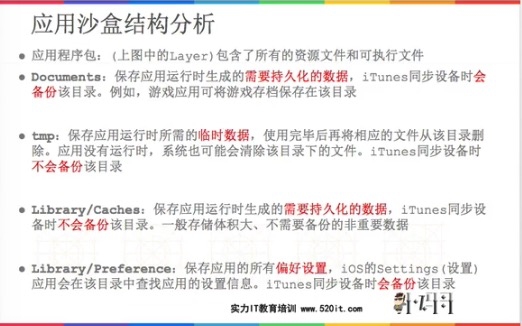 应用沙盒结构分析
● 应用程序包：(上图中的Layer)包含了所有的资源文件和可执行文件
● Documents：保存应用运行时生成的需要持久化的数据，iTunes同步设备时会
备份该目录。例如，游戏应用可将游戏存档保存在该目录
● tmp：保存应用运行时所需的临时数据，使用完毕后再将相应的文件从该目录删
除。应用没有运行时，系统也可能会清除该目录下的文件。iTunes同步设备时
不会备份该目录
● Library/Caches：保存应用运行时生成的需要持久化的数据，iTunes同步设
备时不会备份该目录。一般存储体积大、不需要备份的非重要数据
● Library/Preference：保存应用的所有偏好设置，iOS的Settings(设置)
应用会在该目录中查找应用的设置信息。iTunes同步设备时会备份该目录
实力IT教育培训 www.520it.com